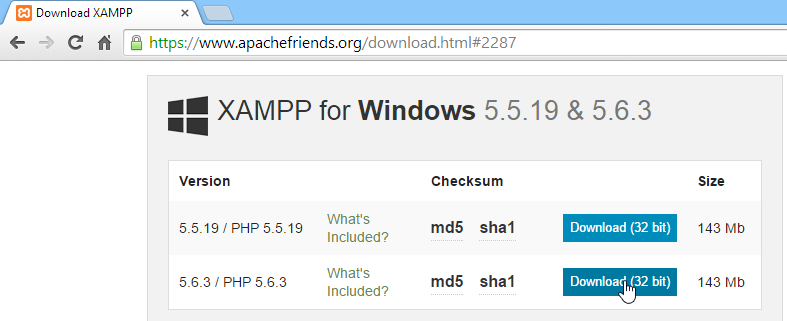 Download XAMPP
https://www.apachefriends.org/download.html#2287
XAMPP for Windows 5.5.19 & 5.6.3
Version Checksum Size
5.5.19 / PHP 5.5.19 What's Included? md5 sha1 Download (32 bit) 143 Mb
5.6.3 / PHP 5.6.3 What's Included? md5 sha1 Download (32 bit) 143 Mb